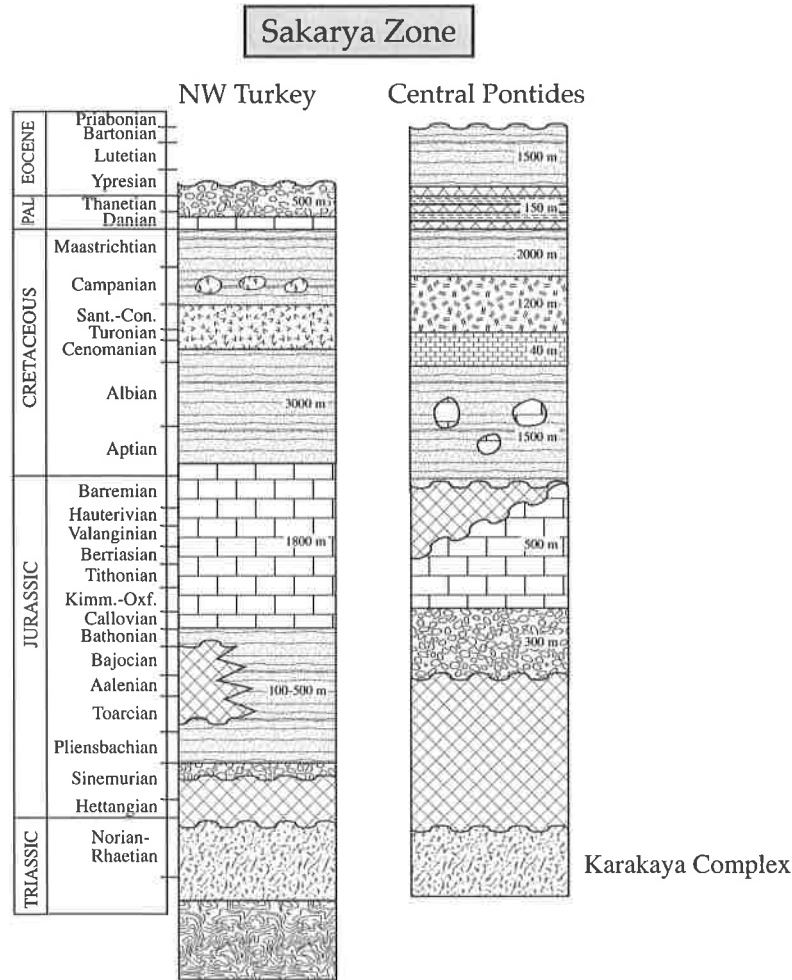 Sakarya Zone
NW Turkey
Central Pontides
EOCENE
Priabonian
Bartonian
Lutetian
Ypresian
PAL
Thanetian
Danian
CRETACEOUS
Maastrichtian
Campanian
Sant.-Con.
Turonian
Cenomanian
Albian
Aptian
JURASSIC
Barremian
Hauterivian
Valanginian
Berriasian
Tithonian
Kimm.-Oxf.
Callovian
Bathonian
Bajocian
Aalenian
Toarcian
Pliensbachian
Sinemurian
Hettangian
TRIASSIC
Norian-
Rhaetian
500 m
3000 m
1800 m
100-500 m
1500 m
150 m
2000 m
1200 m
40 m
1500 m
500 m
300 m
Karakaya Complex